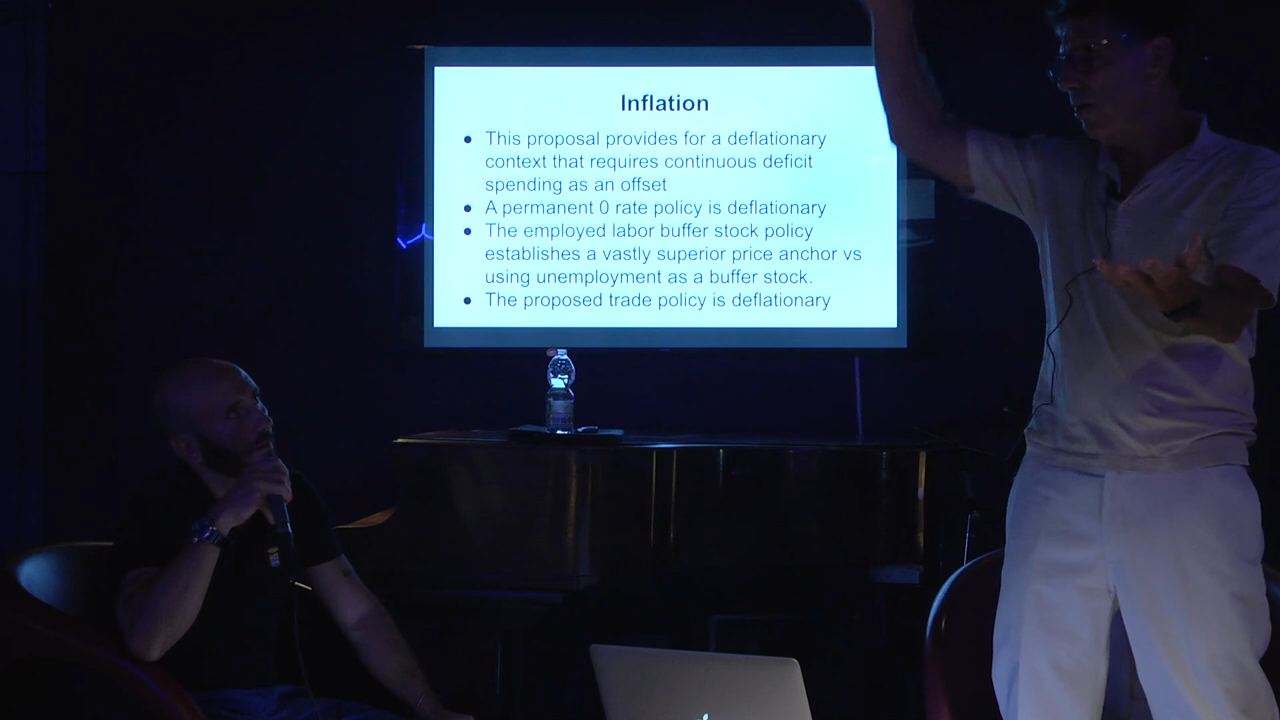 Inflation
● This proposal provides for a deflationary
context that requires continuous deficit
spending as an offset
● A permanent 0 rate policy is deflationary
● The employed labor buffer stock policy
establishes a vastly superior price anchor vs
using unemployment as a buffer stock.
● The proposed trade policy is deflationary